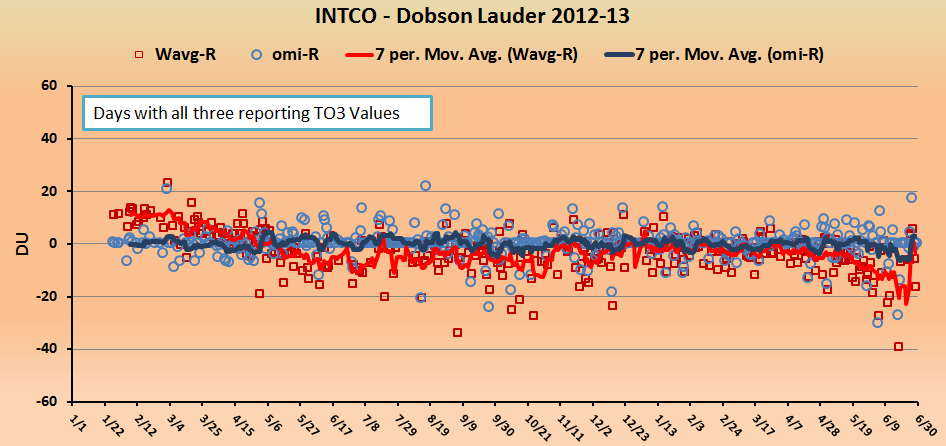 INTCO - Dobson Lauder 2012-13
Wavg-R omi-R 7 per. Mov. Avg. (Wavg-R) 7 per. Mov. Avg. (omi-R)
Days with all three reporting TO3 Values
DU
60
40
20
0
-20
-40
-60
1/1 1/22 2/12 3/4 3/25 4/15 5/6 5/27 6/17 7/8 7/29 8/19 9/9 9/30 10/21 11/11 12/2 12/23 1/13 2/3 2/24 3/17 4/7 4/28 5/19 6/9 6/30